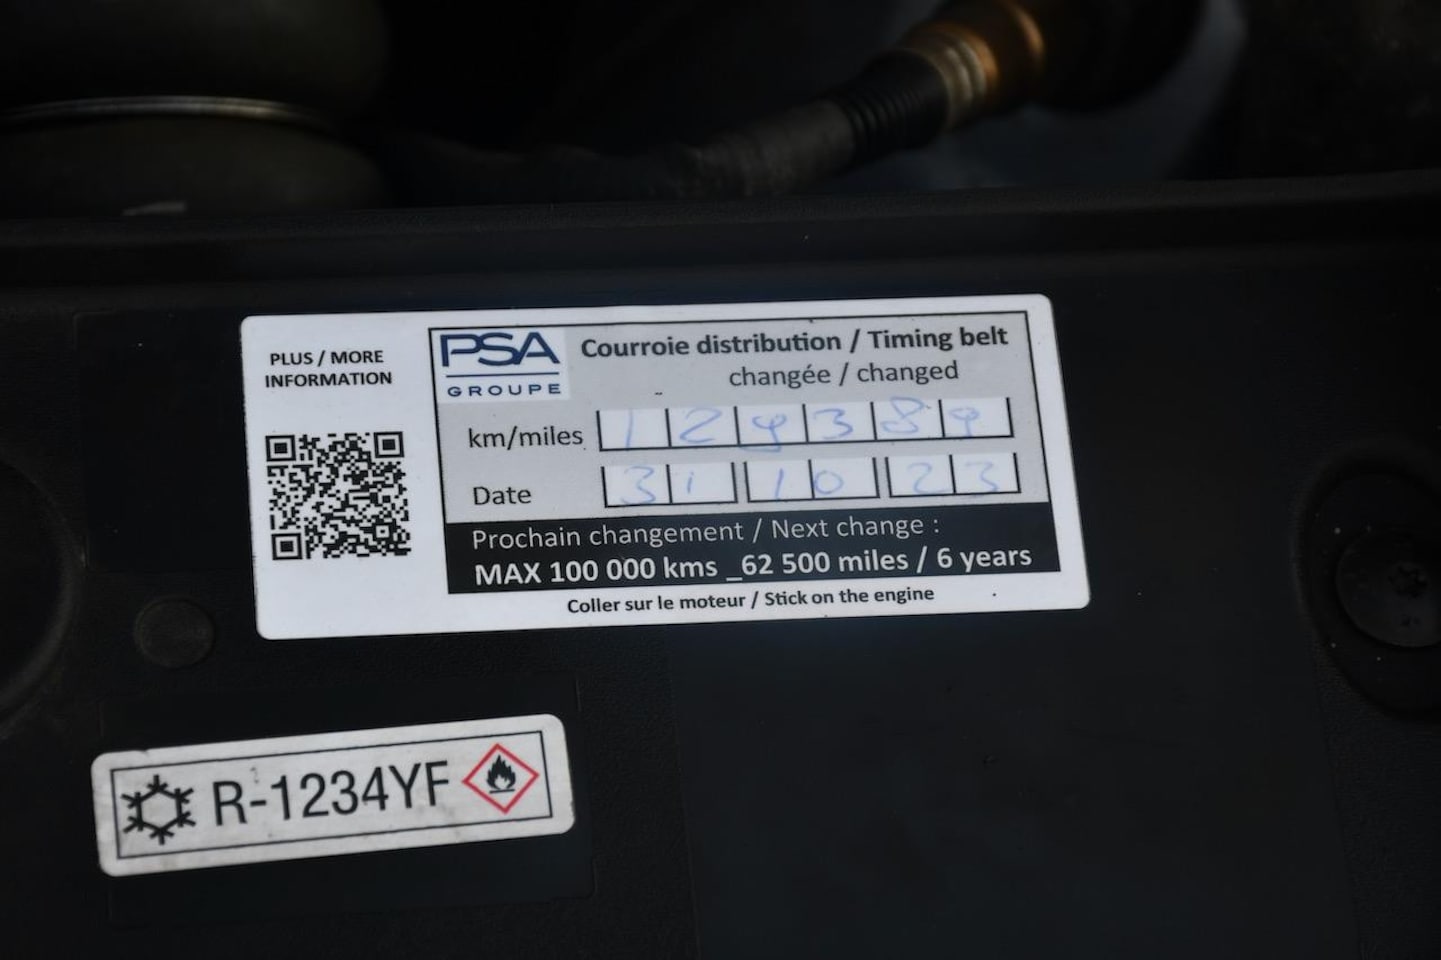 PLUS / MORE
INFORMATION
PSA
GROUPE
Courroie distribution / Timing belt
changée / changed
km/miles 129389
Date 31 10 23
Prochain changement / Next change :
MAX 100 000 kms _62 500 miles / 6 years
Coller sur le moteur / Stick on the engine
R-1234YF